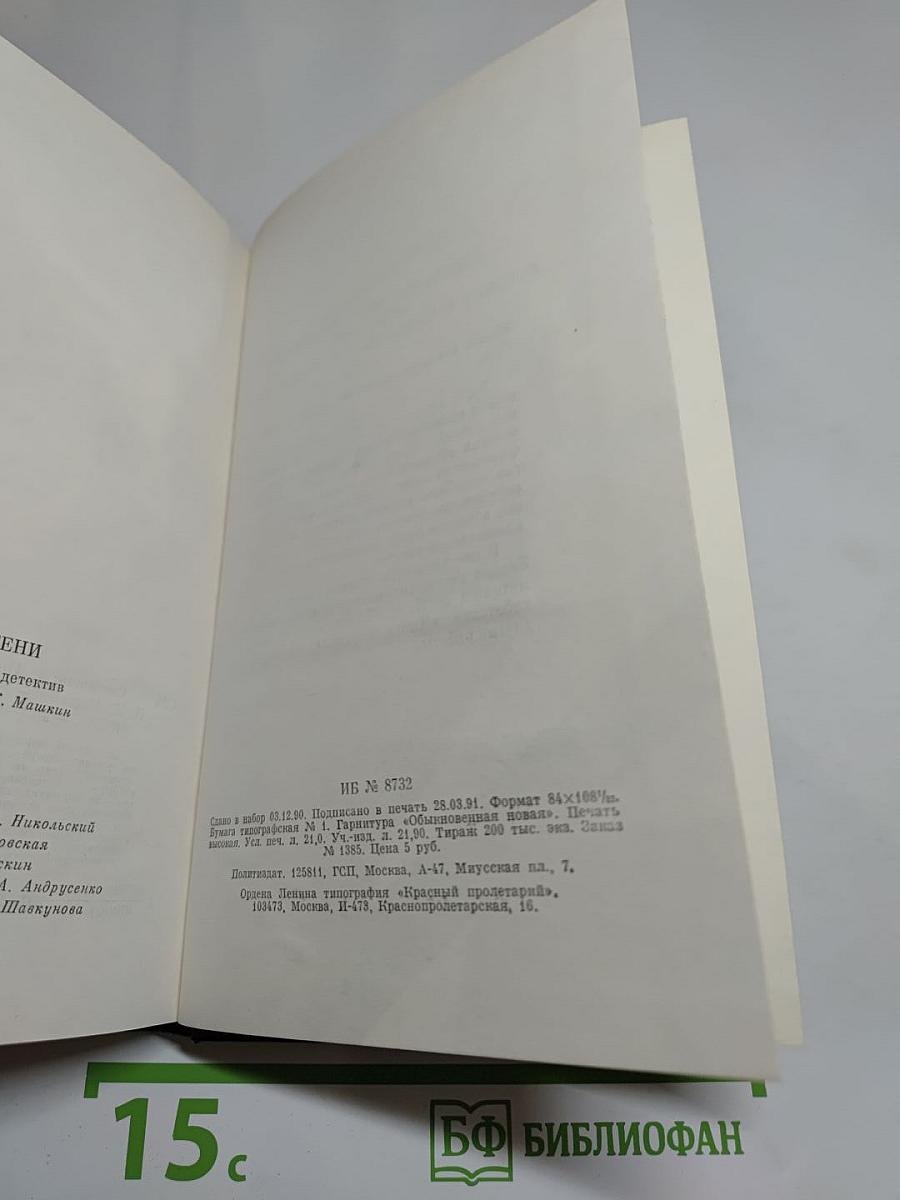 ТЕНИ
детектив
Машкин
Никольский
овская
скин
А. Андрусенко
Шавкунова
ИБ № 8732
Сдано в набор 03.12.90. Подписано в печать 28.03.91. Формат 84×108¹/₃₂.
Бумага типографская № 1. Гарнитура «Обыкновенная новая». Печать
высокая. Усл. печ. л. 21,0. Уч.-изд. л. 21,90. Тираж 200 тыс. экз. Заказ
№ 1385. Цена 5 руб.
Политиздат. 125811, ГСП, Москва, А-47, Миусская пл., 7.
Ордена Ленина типография «Красный пролетарий».
103473, Москва, И-473, Краснопролетарская, 16.
15 с
БФ БИБЛИОФАН